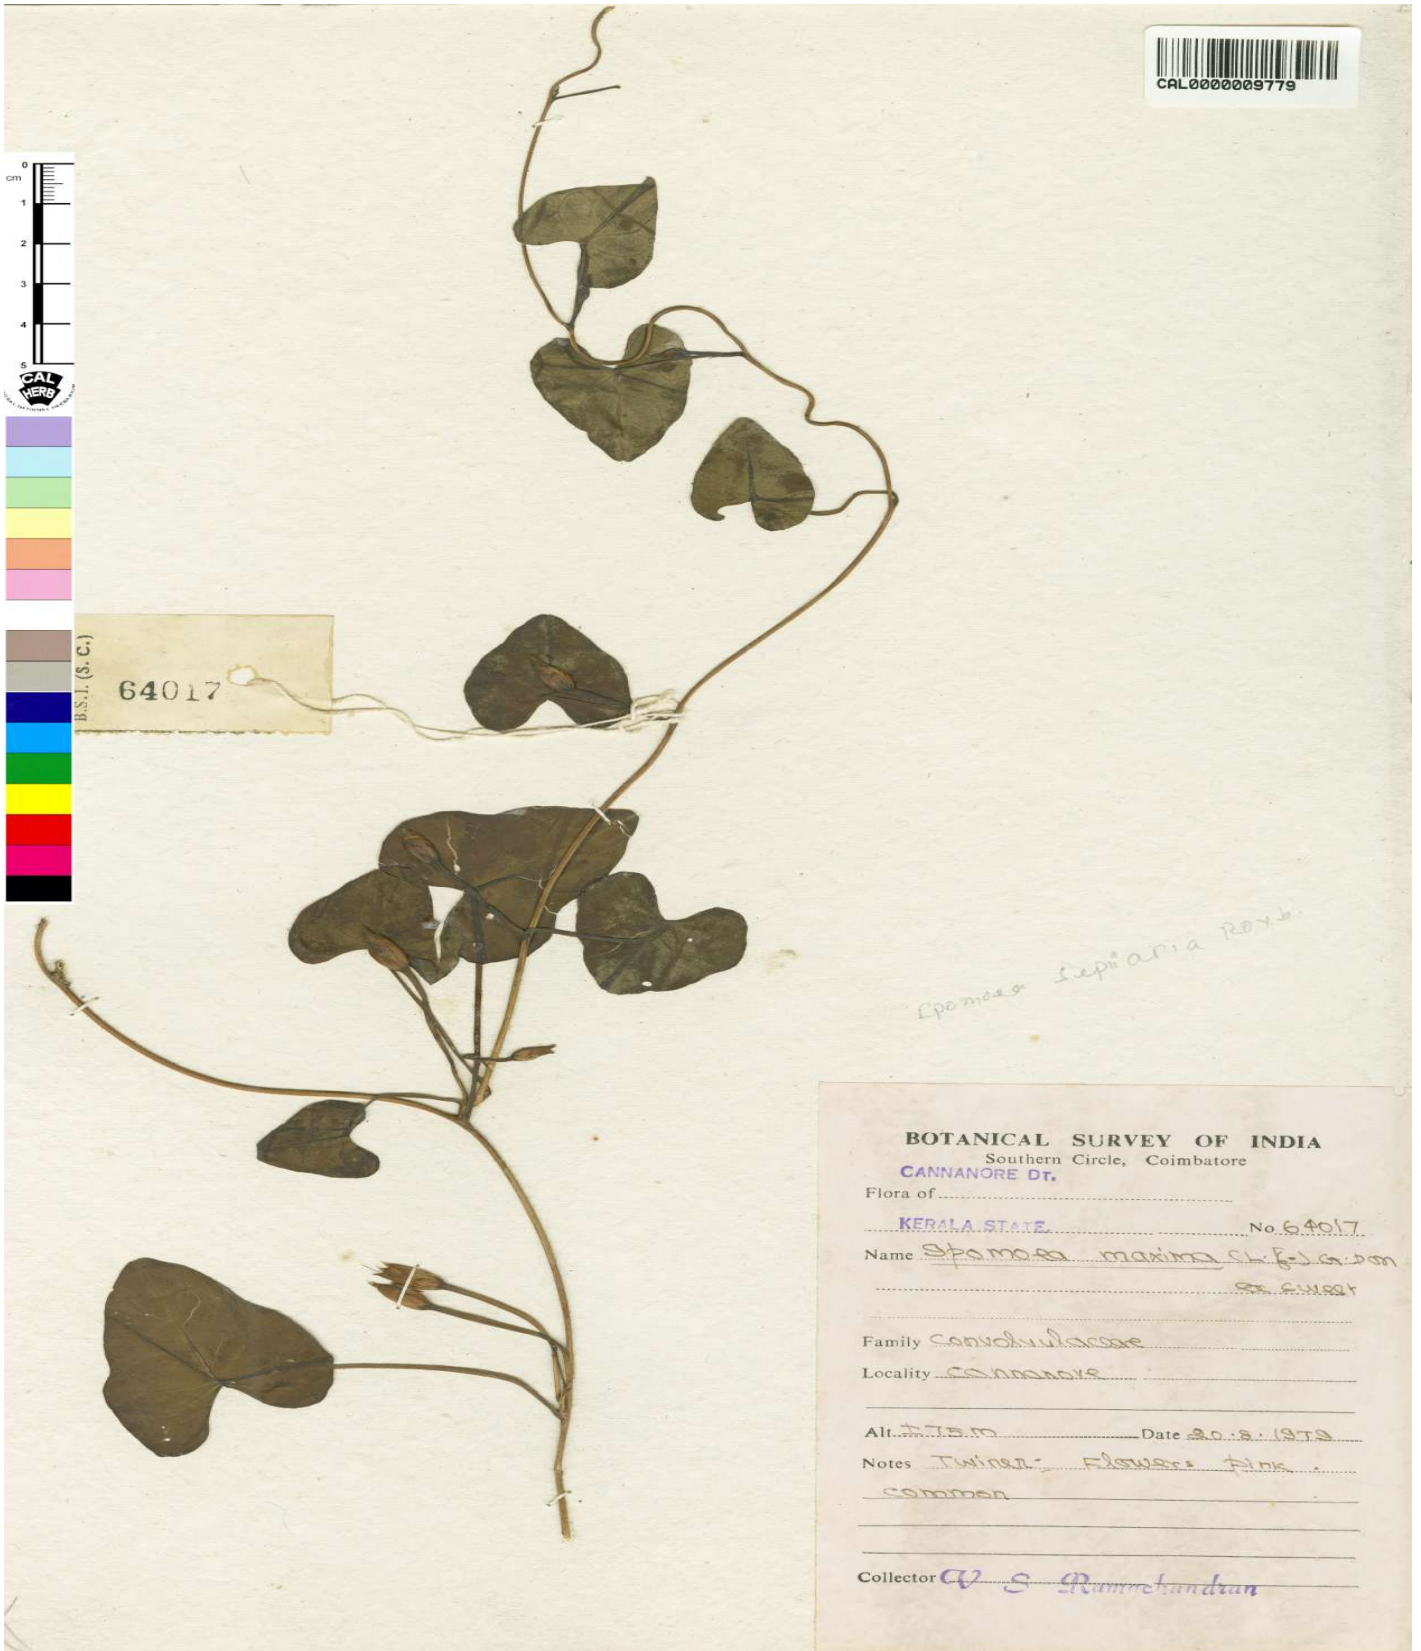 CAL0000009779
0
cm
1
2
3
4
5
CAL
HERB
B.S.I. (S. C.)
64017
Ipomoea sepiaria Roxb.
BOTANICAL SURVEY OF INDIA
Southern Circle, Coimbatore
CANNANORE DT.
Flora of
KERALA STATE. No 64017
Name Ipomoea maxima (L.f.) G. Don
ex Sweet
Family Convolvulaceae
Locality Cannanore
Alt ± 75m Date 20.8.1979
Notes Twiner - Flowers pink.
common
Collector V S Ramachandran